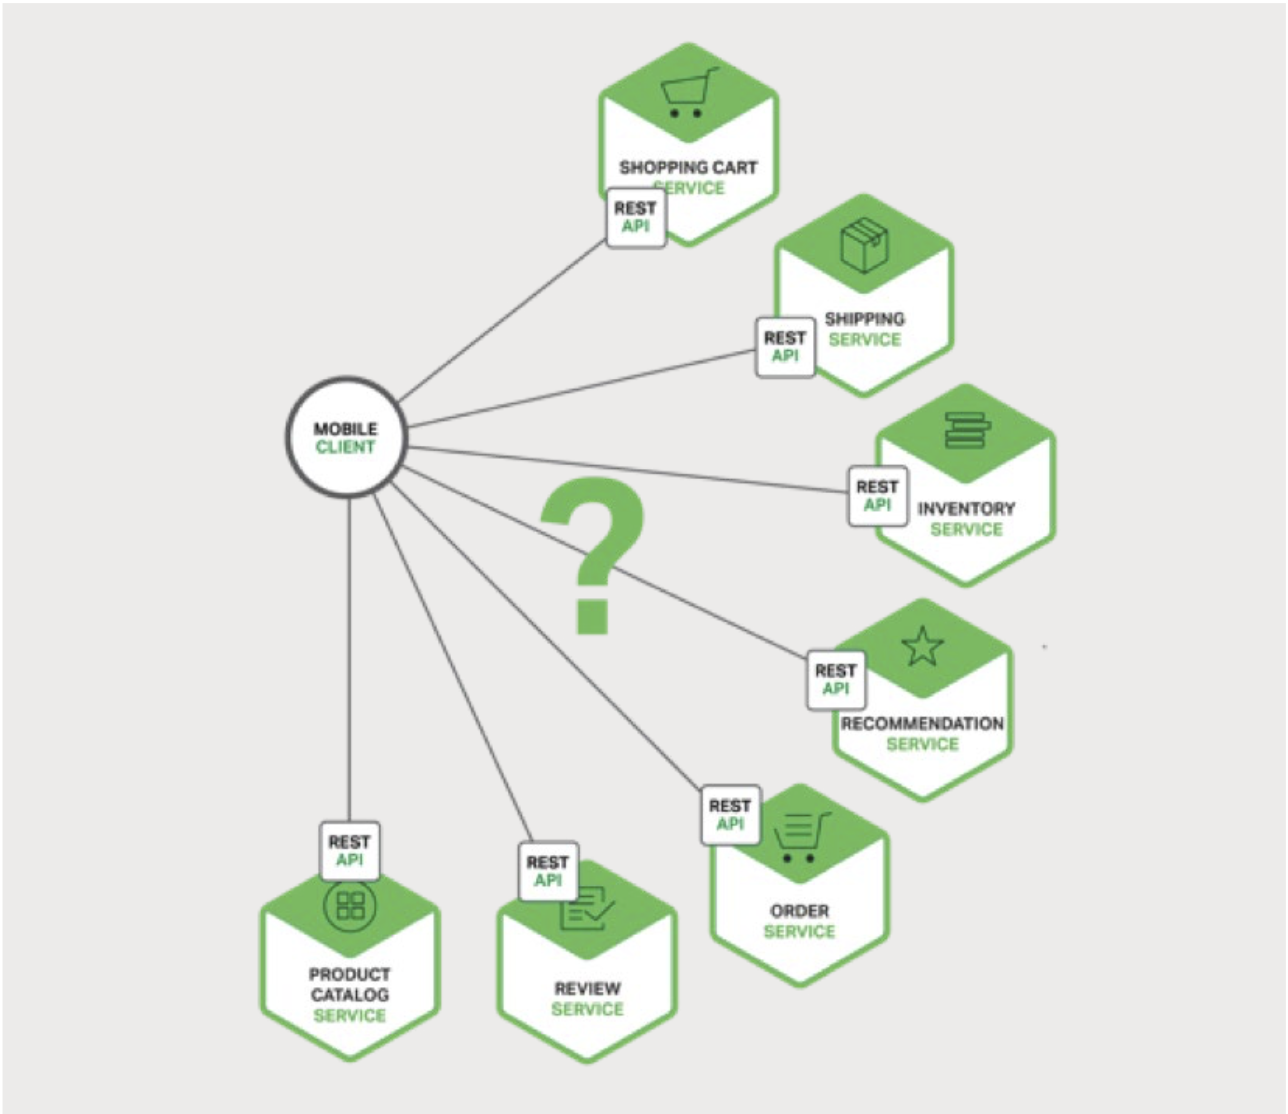 SHOPPING CART
SERVICE
REST
API
SHIPPING
SERVICE
REST
API
MOBILE
CLIENT
REST
API
INVENTORY
SERVICE
?
REST
API
RECOMMENDATION
SERVICE
REST
API
ORDER
SERVICE
REST
API
REVIEW
SERVICE
REST
API
PRODUCT
CATALOG
SERVICE